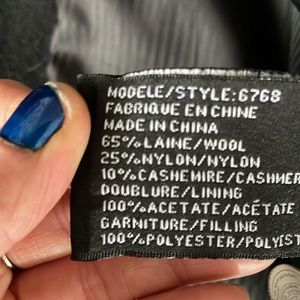 MODELE/STYLE:6768
FABRIQUE EN CHINE
MADE IN CHINA
65%LAINE/WOOL
25%NYLON/NYLON
10%CASHEMIRE/CASHMER
DOUBLURE/LINING
100%ACETATE/ACÉTATE
GARNITURE/FILLING
100%POLYESTER/POLYEST